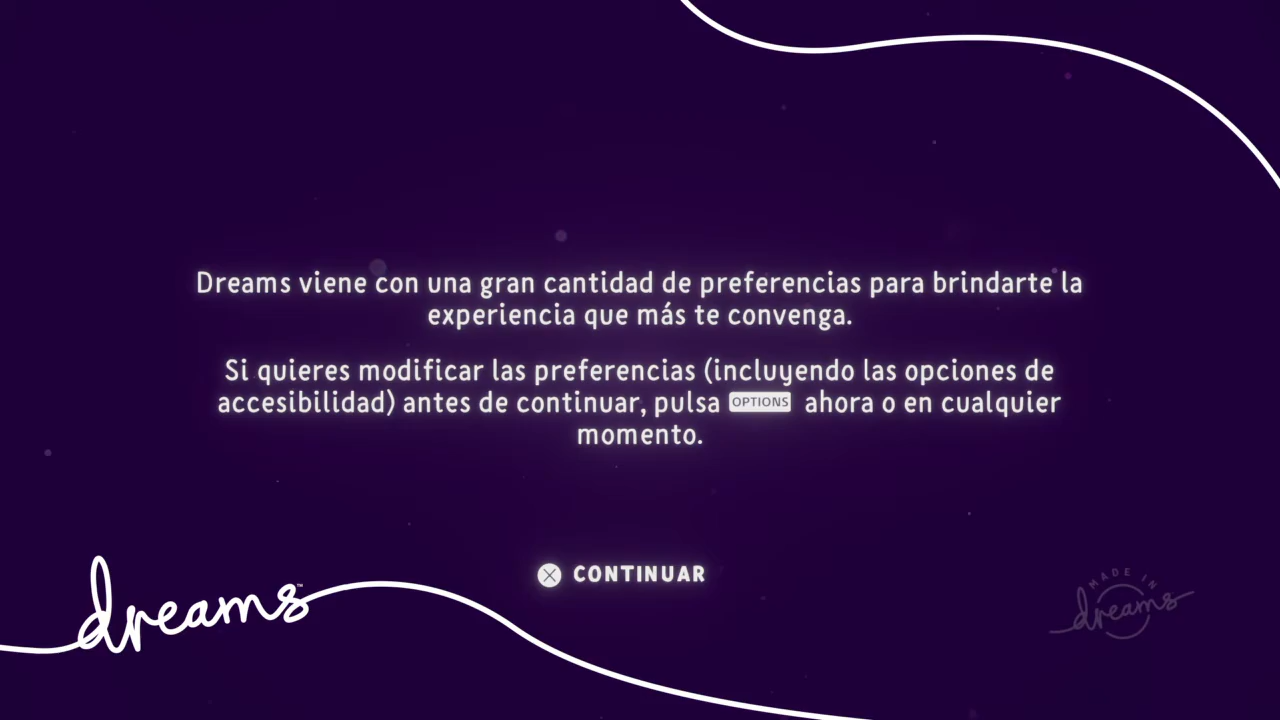 Dreams viene con una gran cantidad de preferencias para brindarte la
experiencia que más te convenga.
Si quieres modificar las preferencias (incluyendo las opciones de
accesibilidad) antes de continuar, pulsa OPTIONS ahora o en cualquier
momento.
CONTINUAR
dreams™
MADE IN
dreams